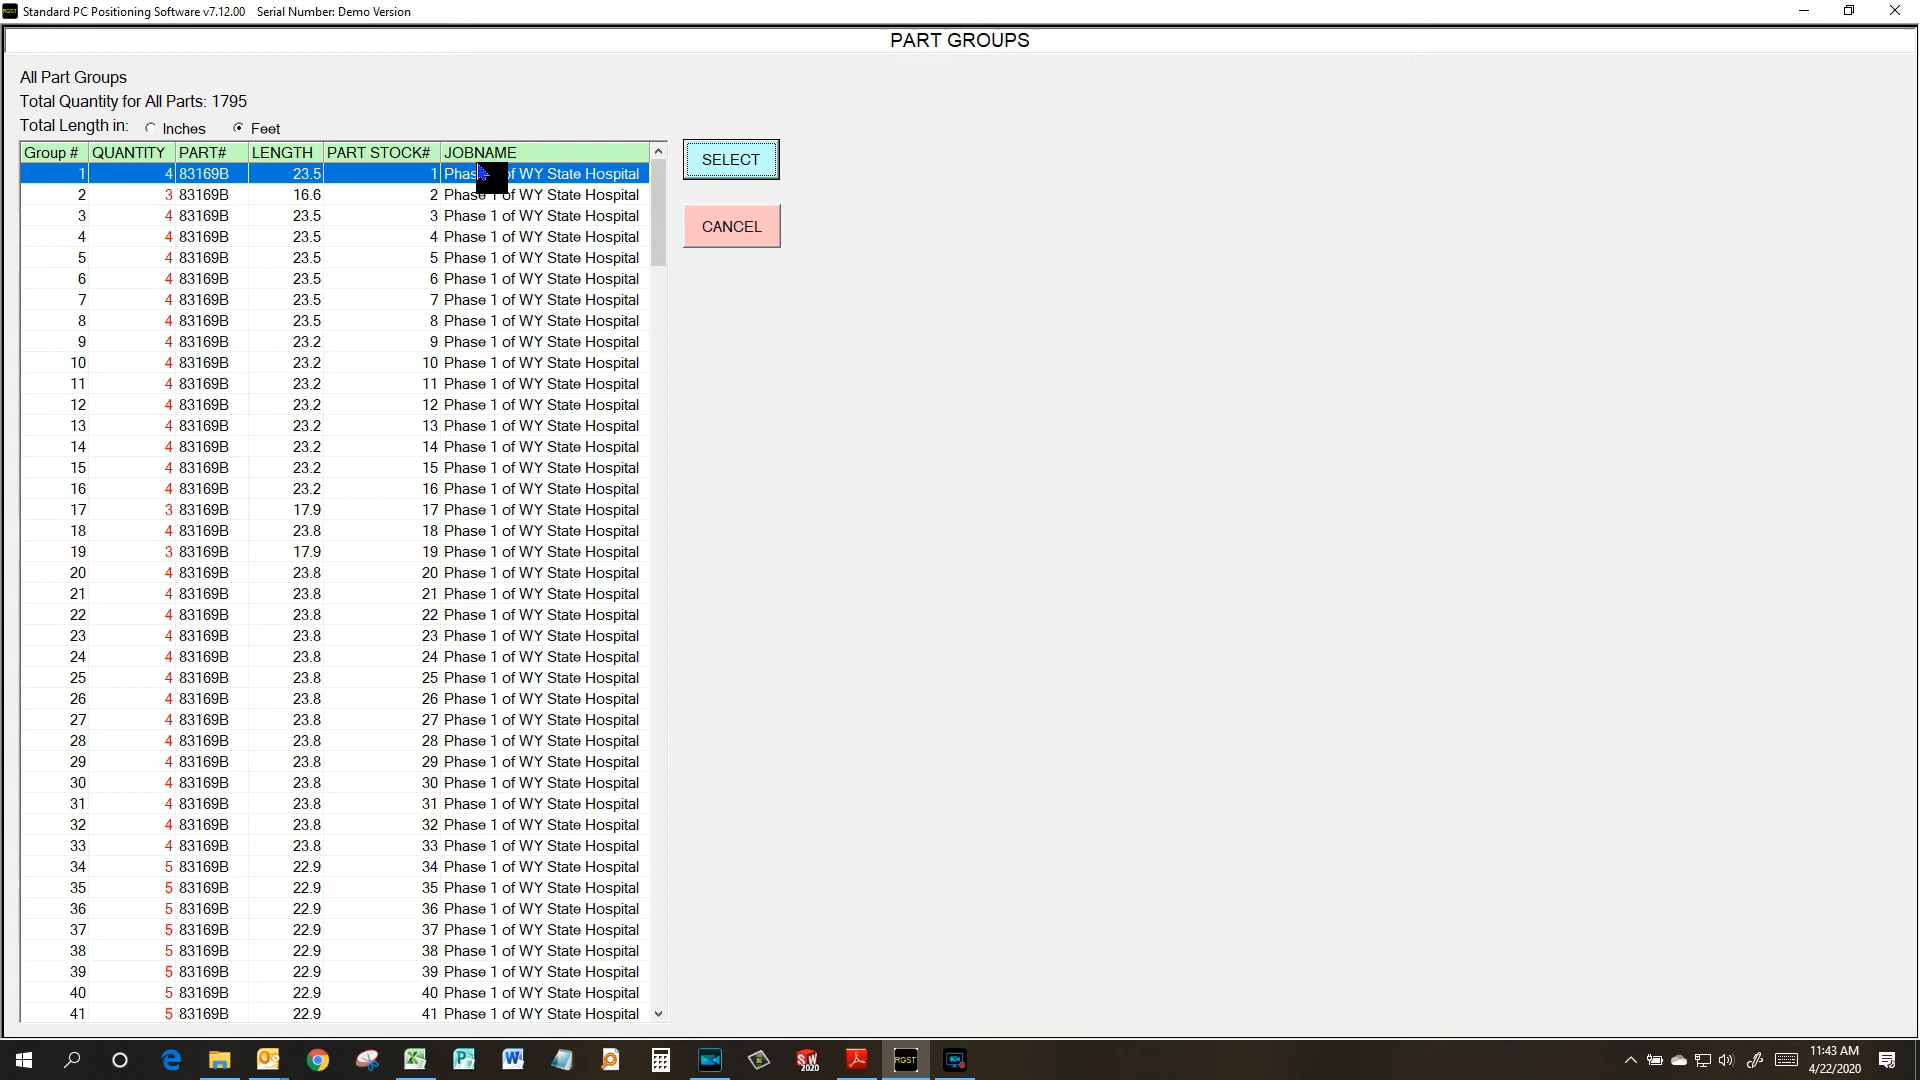 Standard PC Positioning Software v7.12.00 Serial Number: Demo Version
PART GROUPS
All Part Groups
Total Quantity for All Parts: 1795
Total Length in: Inches Feet
Group # QUANTITY PART# LENGTH PART STOCK# JOBNAME
1 4 83169B 23.5 1 Phase of WY State Hospital
2 3 83169B 16.6 2 Phase 1 of WY State Hospital
3 4 83169B 23.5 3 Phase 1 of WY State Hospital
4 4 83169B 23.5 4 Phase 1 of WY State Hospital
5 4 83169B 23.5 5 Phase 1 of WY State Hospital
6 4 83169B 23.5 6 Phase 1 of WY State Hospital
7 4 83169B 23.5 7 Phase 1 of WY State Hospital
8 4 83169B 23.5 8 Phase 1 of WY State Hospital
9 4 83169B 23.2 9 Phase 1 of WY State Hospital
10 4 83169B 23.2 10 Phase 1 of WY State Hospital
11 4 83169B 23.2 11 Phase 1 of WY State Hospital
12 4 83169B 23.2 12 Phase 1 of WY State Hospital
13 4 83169B 23.2 13 Phase 1 of WY State Hospital
14 4 83169B 23.2 14 Phase 1 of WY State Hospital
15 4 83169B 23.2 15 Phase 1 of WY State Hospital
16 4 83169B 23.2 16 Phase 1 of WY State Hospital
17 3 83169B 17.9 17 Phase 1 of WY State Hospital
18 4 83169B 23.8 18 Phase 1 of WY State Hospital
19 3 83169B 17.9 19 Phase 1 of WY State Hospital
20 4 83169B 23.8 20 Phase 1 of WY State Hospital
21 4 83169B 23.8 21 Phase 1 of WY State Hospital
22 4 83169B 23.8 22 Phase 1 of WY State Hospital
23 4 83169B 23.8 23 Phase 1 of WY State Hospital
24 4 83169B 23.8 24 Phase 1 of WY State Hospital
25 4 83169B 23.8 25 Phase 1 of WY State Hospital
26 4 83169B 23.8 26 Phase 1 of WY State Hospital
27 4 83169B 23.8 27 Phase 1 of WY State Hospital
28 4 83169B 23.8 28 Phase 1 of WY State Hospital
29 4 83169B 23.8 29 Phase 1 of WY State Hospital
30 4 83169B 23.8 30 Phase 1 of WY State Hospital
31 4 83169B 23.8 31 Phase 1 of WY State Hospital
32 4 83169B 23.8 32 Phase 1 of WY State Hospital
33 4 83169B 23.8 33 Phase 1 of WY State Hospital
34 5 83169B 22.9 34 Phase 1 of WY State Hospital
35 5 83169B 22.9 35 Phase 1 of WY State Hospital
36 5 83169B 22.9 36 Phase 1 of WY State Hospital
37 5 83169B 22.9 37 Phase 1 of WY State Hospital
38 5 83169B 22.9 38 Phase 1 of WY State Hospital
39 5 83169B 22.9 39 Phase 1 of WY State Hospital
40 5 83169B 22.9 40 Phase 1 of WY State Hospital
41 5 83169B 22.9 41 Phase 1 of WY State Hospital
SELECT
CANCEL
RGST
11:43 AM
4/22/2020